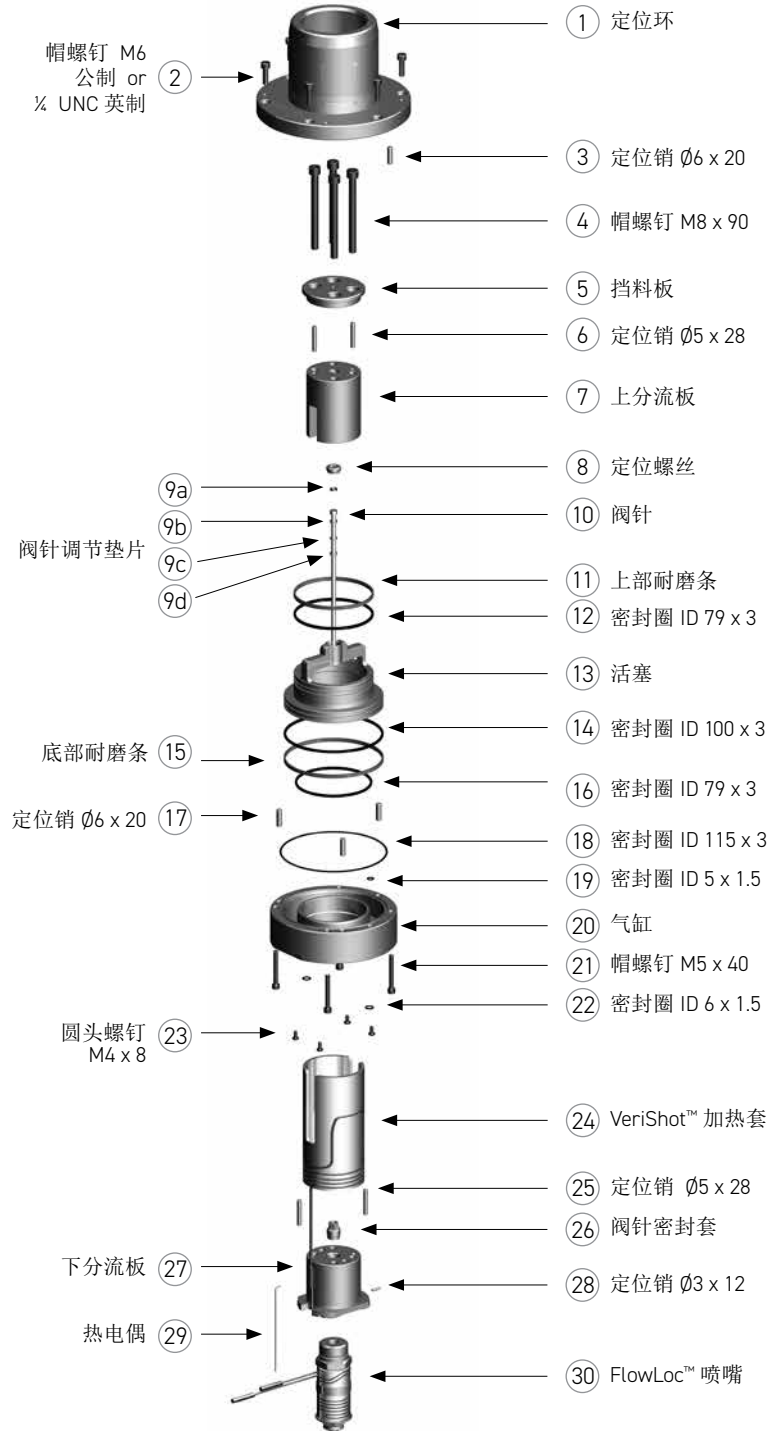 1 定位环
帽螺钉 M6
公制 or
¼ UNC 英制
2
3 定位销 Ø6 x 20
4 帽螺钉 M8 x 90
5 挡料板
6 定位销 Ø5 x 28
7 上分流板
8 定位螺丝
9a
9b
9c
9d
阀针调节垫片
10 阀针
11 上部耐磨条
12 密封圈 ID 79 x 3
13 活塞
14 密封圈 ID 100 x 3
底部耐磨条 15
16 密封圈 ID 79 x 3
定位销 Ø6 x 20 17
18 密封圈 ID 115 x 3
19 密封圈 ID 5 x 1.5
20 气缸
21 帽螺钉 M5 x 40
22 密封圈 ID 6 x 1.5
圆头螺钉 23
M4 x 8
24 VeriShot™ 加热套
25 定位销 Ø5 x 28
26 阀针密封套
下分流板 27
28 定位销 Ø3 x 12
热电偶 29
30 FlowLoc™ 喷嘴